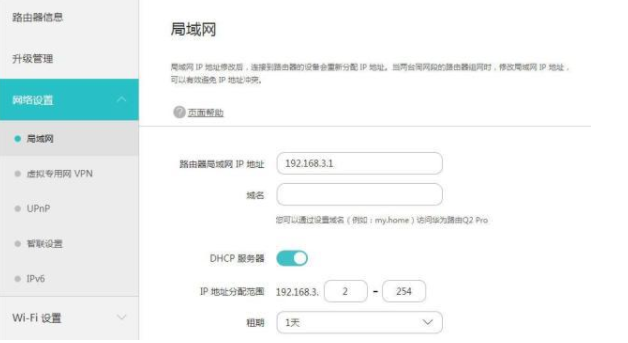 路由器信息
升级管理
网络设置
局域网
虚拟专用网 VPN
UPnP
智联设置
IPv6
Wi-Fi 设置
局域网
局域网 IP 地址修改后，连接到路由器的设备会重新分配 IP 地址。当两台同网段的路由器组网时，修改局域网 IP 地址，
可以有效避免 IP 地址冲突。
页面帮助
路由器局域网 IP 地址 192.168.3.1
域名
您可以通过设置域名（例如：my.home）访问华为路由Q2 Pro
DHCP 服务器
IP 地址分配范围 192.168.3. 2 - 254
租期 1天